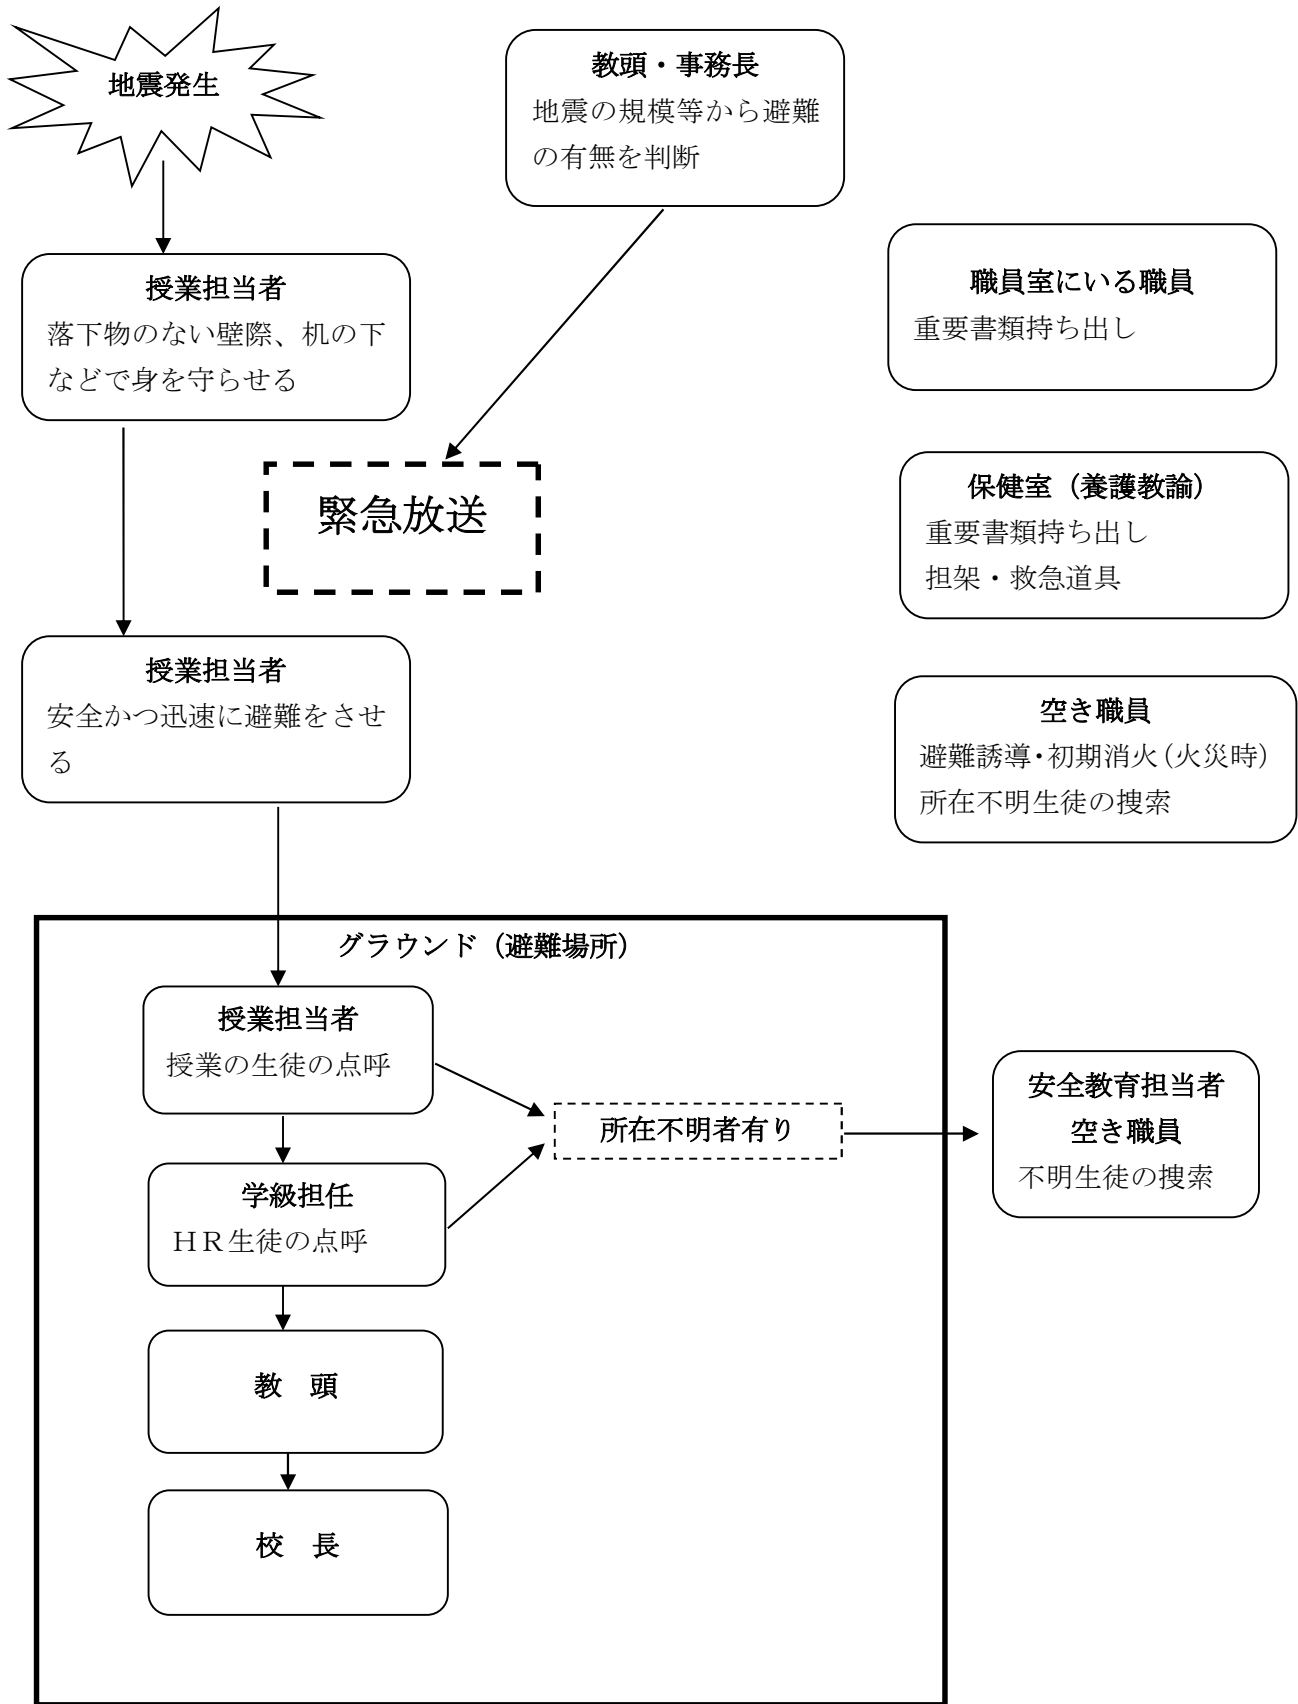 地震発生
教頭・事務長
地震の規模等から避難
の有無を判断
授業担当者
落下物のない壁際、机の下
などで身を守らせる
職員室にいる職員
重要書類持ち出し
緊急放送
保健室（養護教諭）
重要書類持ち出し
担架・救急道具
授業担当者
安全かつ迅速に避難をさせ
る
空き職員
避難誘導・初期消火（火災時）
所在不明生徒の捜索
グラウンド（避難場所）
授業担当者
授業の生徒の点呼
所在不明者有り
安全教育担当者
空き職員
不明生徒の捜索
学級担任
ＨＲ生徒の点呼
教　頭
校　長